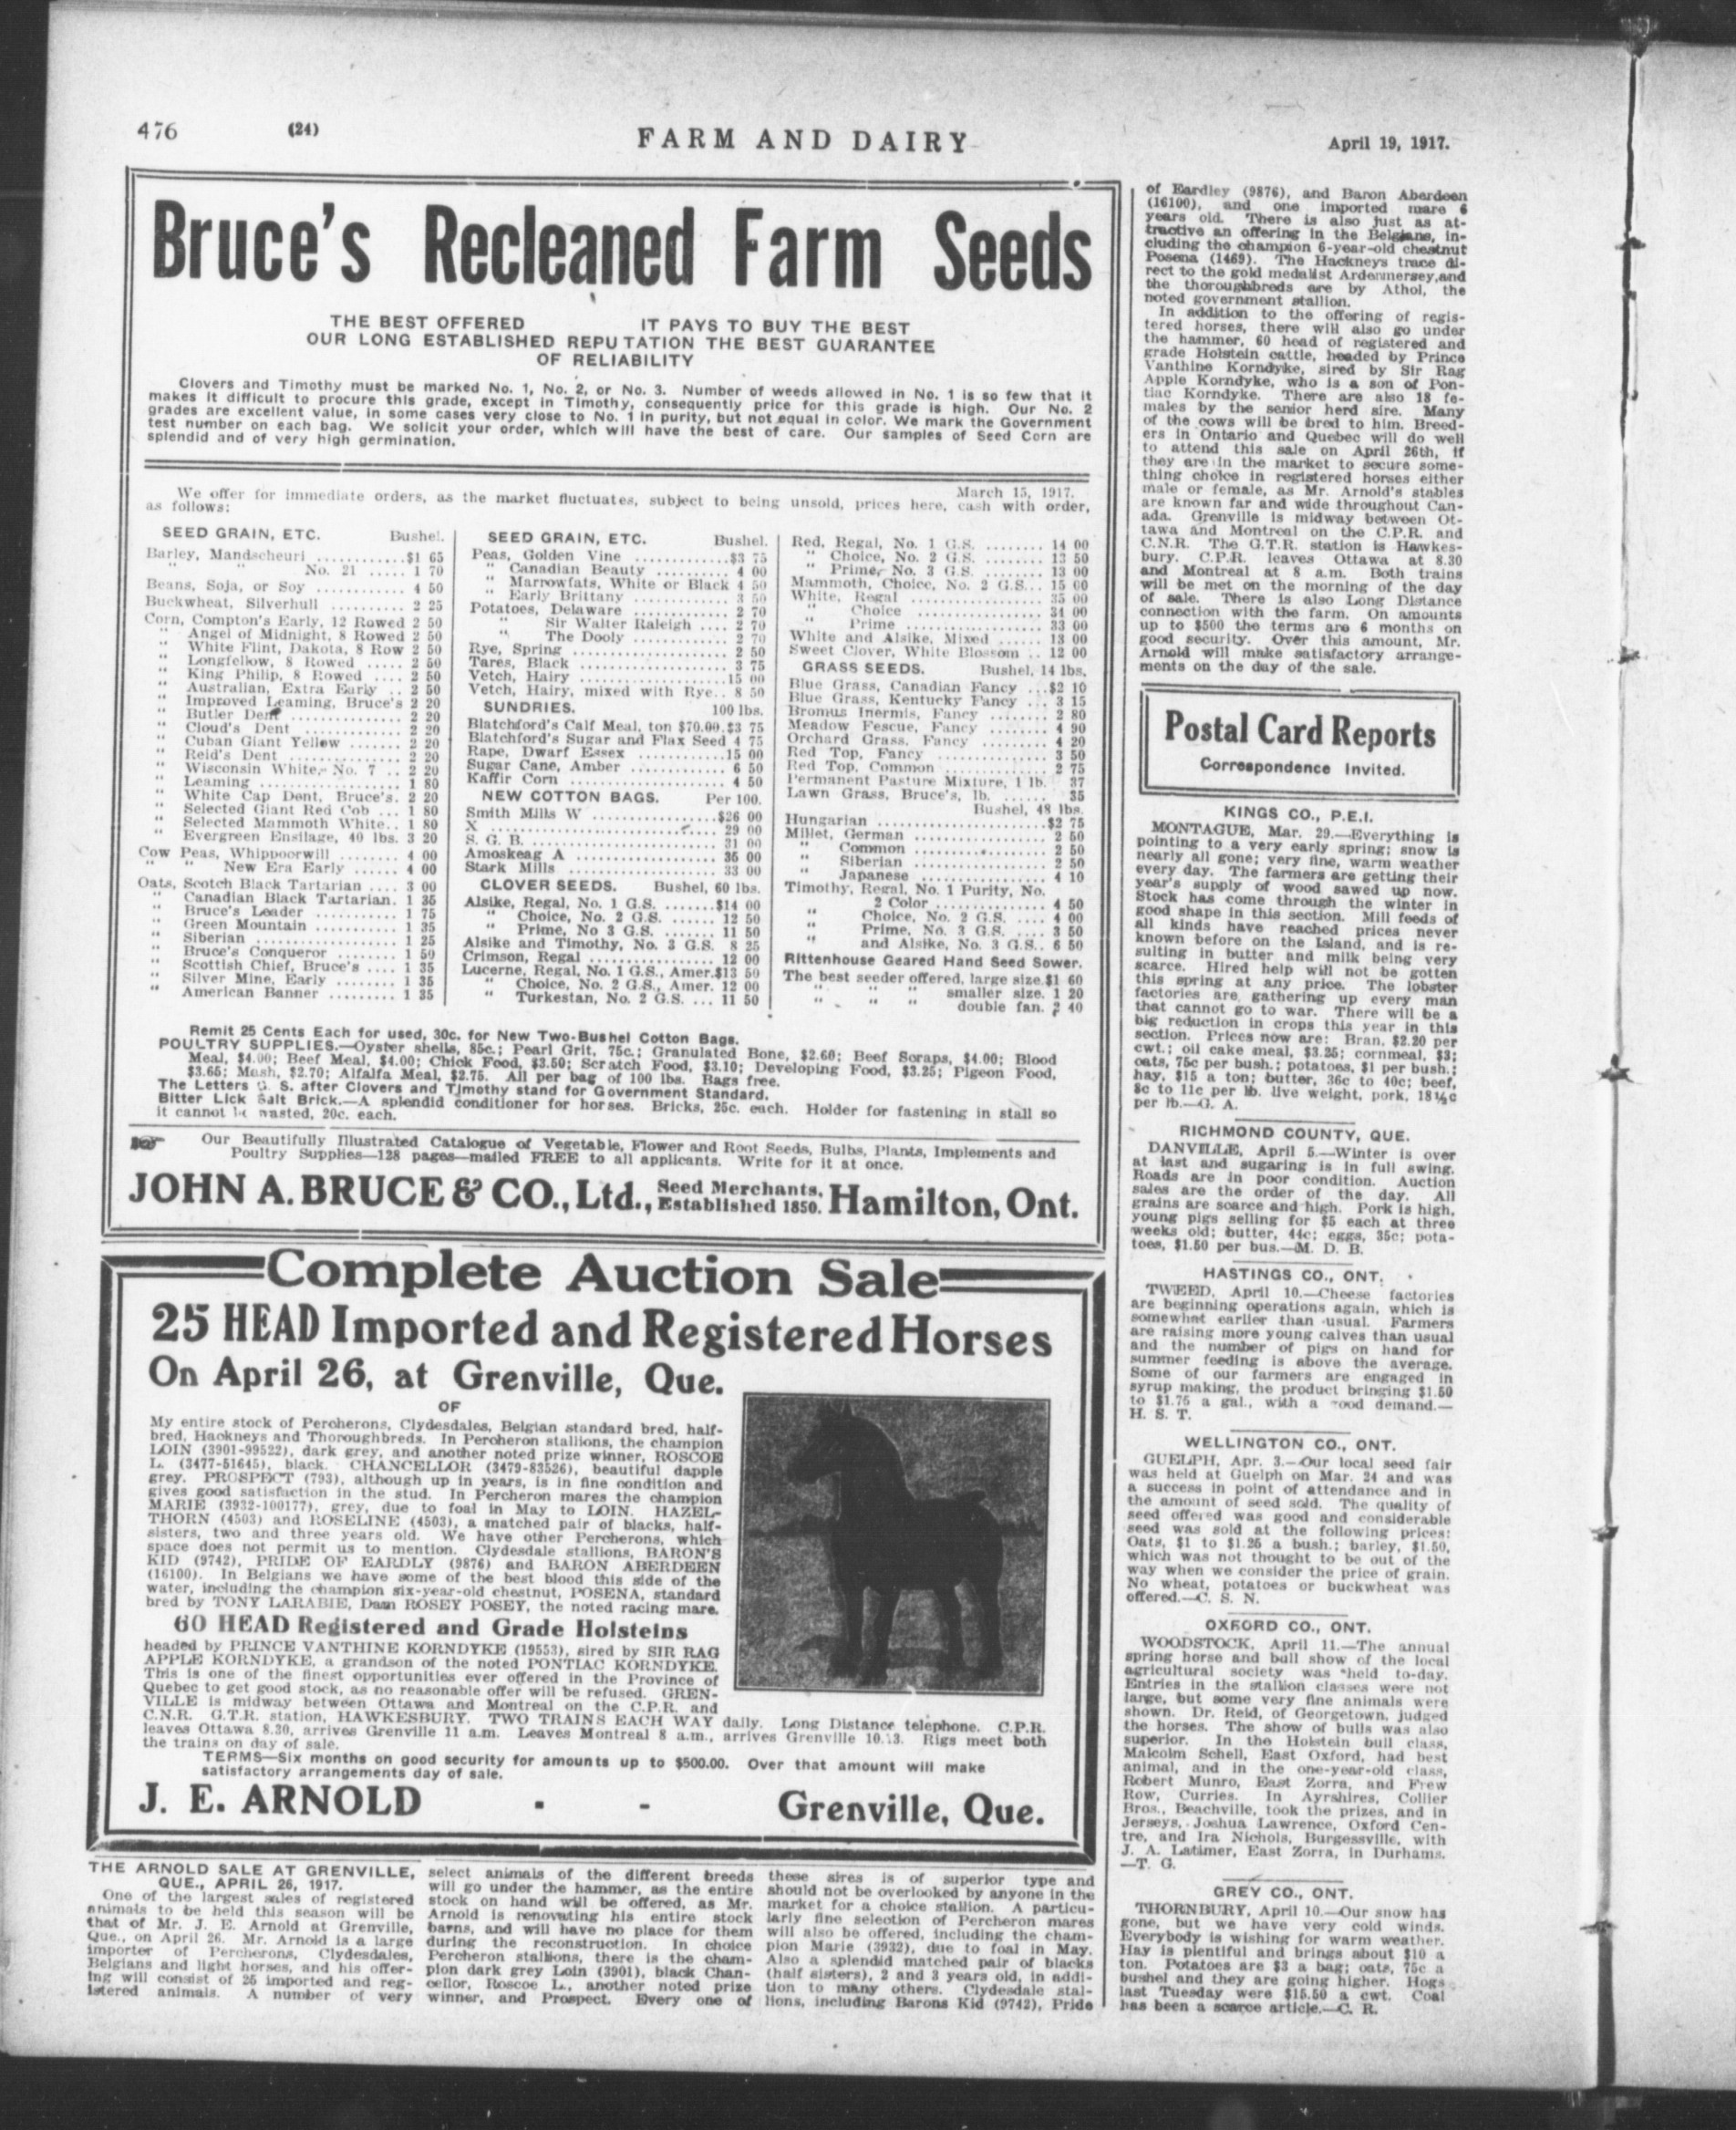 476 (24) FARM AND DAIRY April 19, 1917.
Bruce's Recleaned Farm Seeds
THE BEST OFFERED IT PAYS TO BUY THE BEST
OUR LONG ESTABLISHED REPUTATION THE BEST GUARANTEE
OF RELIABILITY
Clovers and Timothy must be marked No. 1, No. 2, or No. 3. Number of weeds allowed in No. 1 is so few that it
makes it difficult to procure this grade, except in Timothy, consequently price for this grade is high. Our No. 2
grades are excellent value, in some cases very close to No. 1 in purity, but not equal in color. We mark the Government
test number on each bag. We solicit your order, which will have the best of care. Our samples of Seed Corn are
splendid and of very high germination.
March 15, 1917.
We offer for immediate orders, as the market fluctuates, subject to being unsold, prices here, cash with order,
as follows:
SEED GRAIN, ETC. Bushel.
Barley, Mandscheuri ........... $1 65
" " No. 21 ..... 1 70
Beans, Soja, or Soy ............ 4 50
Buckwheat, Silverhull .......... 2 25
Corn, Compton's Early, 12 Rowed 2 50
" Angel of Midnight, 8 Rowed 2 50
" White Flint, Dakota, 8 Row 2 50
" Longfellow, 8 Rowed ..... 2 50
" King Philip, 8 Rowed .... 2 50
" Australian, Extra Early .. 2 50
" Improved Leaming, Bruce's 2 20
" Butler Dent .............. 2 20
" Cloud's Dent ............. 2 20
" Cuban Giant Yellow ....... 2 20
" Reid's Dent .............. 2 20
" Wisconsin White, No. 7 .. 2 20
" Leaming .................. 1 80
" White Cap Dent, Bruce's. 2 20
" Selected Giant Red Cob ... 1 80
" Selected Mammoth White.. 1 80
" Evergreen Ensilage, 40 lbs. 3 20
Cow Peas, Whippoorwill ........ 4 00
" " New Era Early ...... 4 00
Oats, Scotch Black Tartarian .... 3 00
" Canadian Black Tartarian. 1 35
" Bruce's Leader ........... 1 75
" Green Mountain ........... 1 35
" Siberian .................. 1 25
" Bruce's Conqueror ........ 1 50
" Scottish Chief, Bruce's .... 1 35
" Silver Mine, Early ........ 1 35
" American Banner ......... 1 35
SEED GRAIN, ETC. Bushel.
Peas, Golden Vine ............ $3 75
" Canadian Beauty .......... 4 00
" Marrowfats, White or Black 4 50
" Early Brittany ............ 3 50
Potatoes, Delaware ............. 2 70
" Sir Walter Raleigh .... 2 70
" The Dooly ............ 2 70
Rye, Spring .................... 2 50
Tares, Black ................... 3 75
Vetch, Hairy ................... 15 00
Vetch, Hairy, mixed with Rye.. 8 50
SUNDRIES. 100 lbs.
Blatchford's Calf Meal, ton $70.00.$3 75
Blatchford's Sugar and Flax Seed 4 75
Rape, Dwarf Essex ............. 15 00
Sugar Cane, Amber ............. 6 50
Kaffir Corn .................... 4 50
NEW COTTON BAGS. Per 100.
Smith Mills W ................. $26 00
X .............................. 29 00
S. G. B. ........................ 31 00
Amoskeag A .................... 35 00
Stark Mills ..................... 33 00
CLOVER SEEDS. Bushel, 60 lbs.
Alsike, Regal, No. 1 G.S. ....... $14 00
" Choice, No. 2 G.S. ...... 12 50
" Prime, No 3 G.S. ....... 11 50
Alsike and Timothy, No. 3 G.S. 8 25
Crimson, Regal ................. 12 00
Lucerne, Regal, No. 1 G.S., Amer.$13 50
" Choice, No. 2 G.S., Amer. 12 00
" Turkestan, No. 2 G.S. ... 11 50
Red, Regal, No. 1 G.S. ........ 14 00
" Choice, No. 2 G.S. ........ 13 50
" Prime, No. 3 G.S. ........ 13 00
Mammoth, Choice, No. 2 G.S... 15 00
White, Regal .................. 35 00
" Choice ................ 34 00
" Prime ................. 33 00
White and Alsike, Mixed ...... 13 00
Sweet Clover, White Blossom .. 12 00
GRASS SEEDS. Bushel, 14 lbs.
Blue Grass, Canadian Fancy ...$2 10
Blue Grass, Kentucky Fancy ... 3 15
Bromus Inermis, Fancy ........ 2 80
Meadow Fescue, Fancy ........ 4 90
Orchard Grass, Fancy ......... 4 20
Red Top, Fancy ............... 3 50
Red Top, Common .............. 2 75
Permanent Pasture Mixture, 1 lb. 37
Lawn Grass, Bruce's, lb. ...... 35
Bushel, 48 lbs.
Hungarian ..................... $2 75
Millet, German ................. 2 50
" Common ................. 2 50
" Siberian ................. 2 50
" Japanese ................ 4 10
Timothy, Regal, No. 1 Purity, No.
2 Color ............... 4 50
" Choice, No. 2 G.S. .... 4 00
" Prime, No. 3 G.S. .... 3 50
" and Alsike, No. 3 G.S.. 6 50
Rittenhouse Geared Hand Seed Sower.
The best seeder offered, large size.$1 60
" " " smaller size. 1 20
" " " double fan. 2 40
Remit 25 Cents Each for used, 30c. for New Two-Bushel Cotton Bags.
POULTRY SUPPLIES.—Oyster shells, 85c.; Pearl Grit, 75c.; Granulated Bone, $2.60; Beef Scraps, $4.00; Blood
Meal, $4.00; Beef Meal, $4.00; Chick Food, $3.50; Scratch Food, $3.10; Developing Food, $3.25; Pigeon Food,
$3.65; Mash, $2.70; Alfalfa Meal, $2.75. All per bag of 100 lbs. Bags free.
The Letters G. S. after Clovers and Timothy stand for Government Standard.
Bitter Lick Salt Brick.—A splendid conditioner for horses. Bricks, 25c. each. Holder for fastening in stall so
it cannot be wasted, 20c. each.
Our Beautifully Illustrated Catalogue of Vegetable, Flower and Root Seeds, Bulbs, Plants, Implements and
Poultry Supplies—128 pages—mailed FREE to all applicants. Write for it at once.
JOHN A. BRUCE & CO., Ltd., Seed Merchants, Established 1850. Hamilton, Ont.
Complete Auction Sale
25 HEAD Imported and Registered Horses
On April 26, at Grenville, Que.
OF
My entire stock of Percherons, Clydesdales, Belgian standard bred, half-
bred, Hackneys and Thoroughbreds. In Percheron stallions, the champion
LOIN (3901-99522), dark grey, and another noted prize winner, ROSCOE
L. (3477-51645), black. CHANCELLOR (3479-83526), beautiful dapple
grey. PROSPECT (793), although up in years, is in fine condition and
gives good satisfaction in the stud. In Percheron mares the champion
MARIE (3932-100177), grey, due to foal in May to LOIN. HAZEL-
THORN (4503) and ROSELINE (4503), a matched pair of blacks, half-
sisters, two and three years old. We have other Percherons, which
space does not permit us to mention. Clydesdale stallions, BARON'S
KID (9742), PRIDE OF EARDLY (9876) and BARON ABERDEEN
(16100). In Belgians we have some of the best blood this side of the
water, including the champion six-year-old chestnut, POSENA, standard
bred by TONY LARABIE, Dam ROSEY POSEY, the noted racing mare.
60 HEAD Registered and Grade Holsteins
headed by PRINCE VANTHINE KORNDYKE (19553), sired by SIR RAG
APPLE KORNDYKE, a grandson of the noted PONTIAC KORNDYKE.
This is one of the finest opportunities ever offered in the Province of
Quebec to get good stock, as no reasonable offer will be refused. GREN-
VILLE is midway between Ottawa and Montreal on the C.P.R. and
C.N.R. G.T.R. station, HAWKESBURY. TWO TRAINS EACH WAY daily. Long Distance telephone. C.P.R.
leaves Ottawa 8.30, arrives Grenville 11 a.m. Leaves Montreal 8 a.m., arrives Grenville 10.13. Rigs meet both
the trains on day of sale.
TERMS—Six months on good security for amounts up to $500.00. Over that amount will make
satisfactory arrangements day of sale.
J. E. ARNOLD - - Grenville, Que.
THE ARNOLD SALE AT GRENVILLE,
QUE., APRIL 26, 1917.
One of the largest sales of registered
animals to be held this season will be
that of Mr. J. E. Arnold at Grenville,
Que., on April 26. Mr. Arnold is a large
importer of Percherons, Clydesdales,
Belgians and light horses, and his offer-
ing will consist of 25 imported and reg-
istered animals. A number of very
select animals of the different breeds
will go under the hammer, as the entire
stock on hand will be offered, as Mr.
Arnold is renovating his entire stock
barns, and will have no place for them
during the reconstruction. In choice
Percheron stallions, there is the cham-
pion dark grey Loin (3901), black Chan-
cellor, Roscoe L., another noted prize
winner, and Prospect. Every one of
these sires is of superior type and
should not be overlooked by anyone in the
market for a choice stallion. A particu-
larly fine selection of Percheron mares
will also be offered, including the cham-
pion Marie (3932), due to foal in May.
Also a splendid matched pair of blacks
(half sisters), 2 and 3 years old, in addi-
tion to many others. Clydesdale stal-
lions, including Barons Kid (9742), Pride
of Eardley (9876), and Baron Aberdeen
(16100), and one imported mare 6
years old. There is also just as at-
tractive an offering in the Belgians, in-
cluding the champion 6-year-old chestnut
Posena (1469). The Hackneys trace di-
rect to the gold medalist Ardenmersey, and
the thoroughbreds are by Athol, the
noted government stallion.
In addition to the offering of regis-
tered horses, there will also go under
the hammer, 60 head of registered and
grade Holstein cattle, headed by Prince
Vanthine Korndyke, sired by Sir Rag
Apple Korndyke, who is a son of Pon-
tiac Korndyke. There are also 18 fe-
males by the senior herd sire. Many
of the cows will be bred to him. Breed-
ers in Ontario and Quebec will do well
to attend this sale on April 26th, if
they are in the market to secure some-
thing choice in registered horses either
male or female, as Mr. Arnold's stables
are known far and wide throughout Can-
ada. Grenville is midway between Ot-
tawa and Montreal on the C.P.R. and
C.N.R. The G.T.R. station is Hawkes-
bury. C.P.R. leaves Ottawa at 8.30
and Montreal at 8 a.m. Both trains
will be met on the morning of the day
of sale. There is also Long Distance
connection with the farm. On amounts
up to $500 the terms are 6 months on
good security. Over this amount, Mr.
Arnold will make satisfactory arrange-
ments on the day of the sale.
Postal Card Reports
Correspondence Invited.
KINGS CO., P.E.I.
MONTAGUE, Mar. 29.—Everything is
pointing to a very early spring; snow is
nearly all gone; very fine, warm weather
every day. The farmers are getting their
year's supply of wood sawed up now.
Stock has come through the winter in
good shape in this section. Mill feeds of
all kinds have reached prices never
known before on the Island, and is re-
sulting in butter and milk being very
scarce. Hired help will not be gotten
this spring at any price. The lobster
factories are gathering up every man
that cannot go to war. There will be a
big reduction in crops this year in this
section. Prices now are: Bran, $2.20 per
cwt.; oil cake meal, $3.25; cornmeal, $3;
oats, 75c per bush.; potatoes, $1 per bush.;
hay, $15 a ton; butter, 36c to 40c; beef,
8c to 11c per lb. live weight, pork, 18½c
per lb.—G. A.
RICHMOND COUNTY, QUE.
DANVILLE, April 5.—Winter is over
at last and sugaring is in full swing.
Roads are in poor condition. Auction
sales are the order of the day. All
grains are scarce and high. Pork is high,
young pigs selling for $5 each at three
weeks old; butter, 44c; eggs, 35c; pota-
toes, $1.50 per bus.—M. D. B.
HASTINGS CO., ONT.
TWEED, April 10.—Cheese factories
are beginning operations again, which is
somewhat earlier than usual. Farmers
are raising more young calves than usual
and the number of pigs on hand for
summer feeding is above the average.
Some of our farmers are engaged in
syrup making, the product bringing $1.50
to $1.75 a gal., with a good demand.—
H. S. T.
WELLINGTON CO., ONT.
GUELPH, Apr. 3.—Our local seed fair
was held at Guelph on Mar. 24 and was
a success in point of attendance and in
the amount of seed sold. The quality of
seed offered was good and considerable
seed was sold at the following prices:
Oats, $1 to $1.25 a bush.; barley, $1.50,
which was not thought to be out of the
way when we consider the price of grain.
No wheat, potatoes or buckwheat was
offered.—C. S. N.
OXFORD CO., ONT.
WOODSTOCK, April 11.—The annual
spring horse and bull show of the local
agricultural society was held to-day.
Entries in the stallion classes were not
large, but some very fine animals were
shown. Dr. Reid, of Georgetown, judged
the horses. The show of bulls was also
superior. In the Holstein bull class,
Malcolm Schell, East Oxford, had best
animal, and in the one-year-old class,
Robert Munro, East Zorra, and Frew
Row, Curries. In Ayrshires, Collier
Bros., Beachville, took the prizes, and in
Jerseys, Joshua Lawrence, Oxford Cen-
tre, and Ira Nichols, Burgessville, with
J. A. Latimer, East Zorra, in Durhams.
—T. G.
GREY CO., ONT.
THORNBURY, April 10.—Our snow has
gone, but we have very cold winds.
Everybody is wishing for warm weather.
Hay is plentiful and brings about $10 a
ton. Potatoes are $3 a bag; oats, 75c a
bushel and they are going higher. Hogs
last Tuesday were $15.50 a cwt. Coal
has been a scarce article.—C. R.